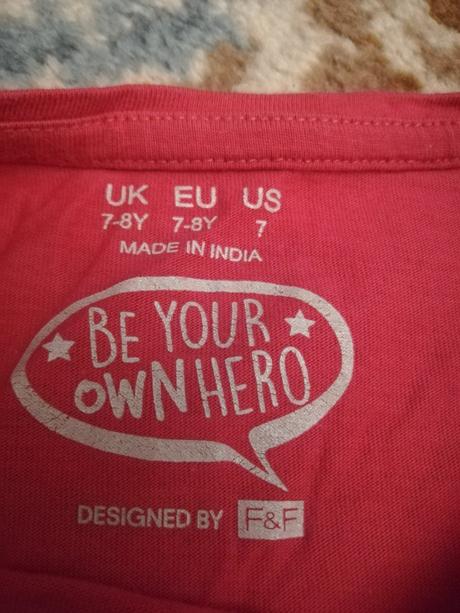 UK EU US
7-8Y 7-8Y 7
MADE IN INDIA
BE YOUR
OWN HERO
DESIGNED BY F&F